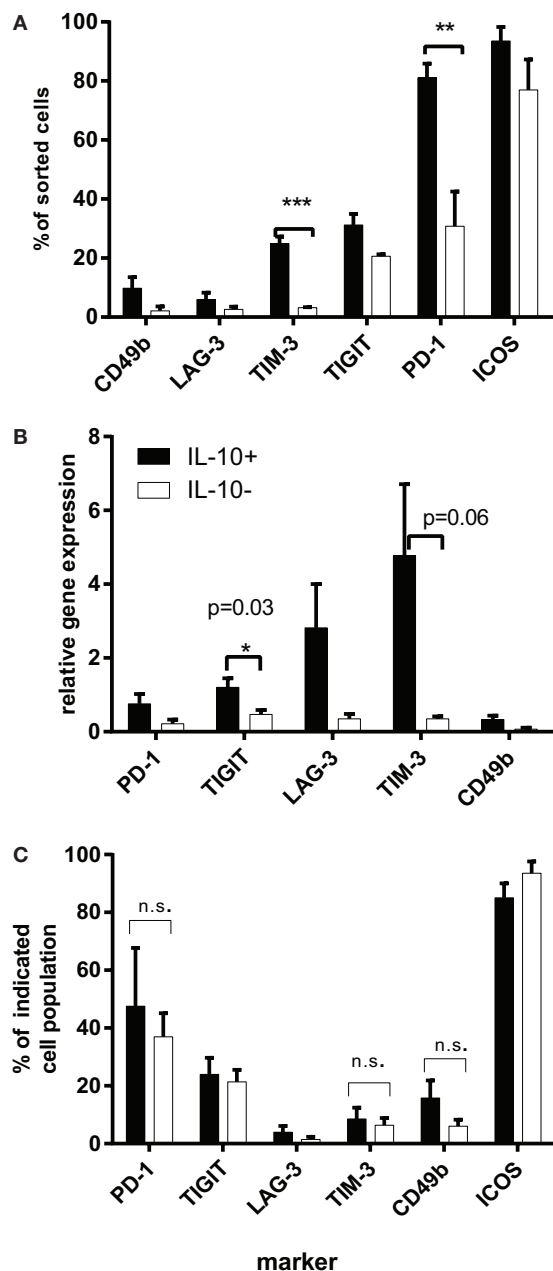 A
%of sorted cells
100
80
60
40
20
0
***
**
CD49b
LAG-3
TIM-3
TIGIT
PD-1
ICOS
B
relative gene expression
8
6
4
2
0
IL-10+
IL-10-
p=0.03
*
p=0.06
PD-1
TIGIT
LAG-3
TIM-3
CD49b
C
% of indicated
cell population
100
80
60
40
20
0
n.s.
n.s.
n.s.
PD-1
TIGIT
LAG-3
TIM-3
CD49b
ICOS
marker